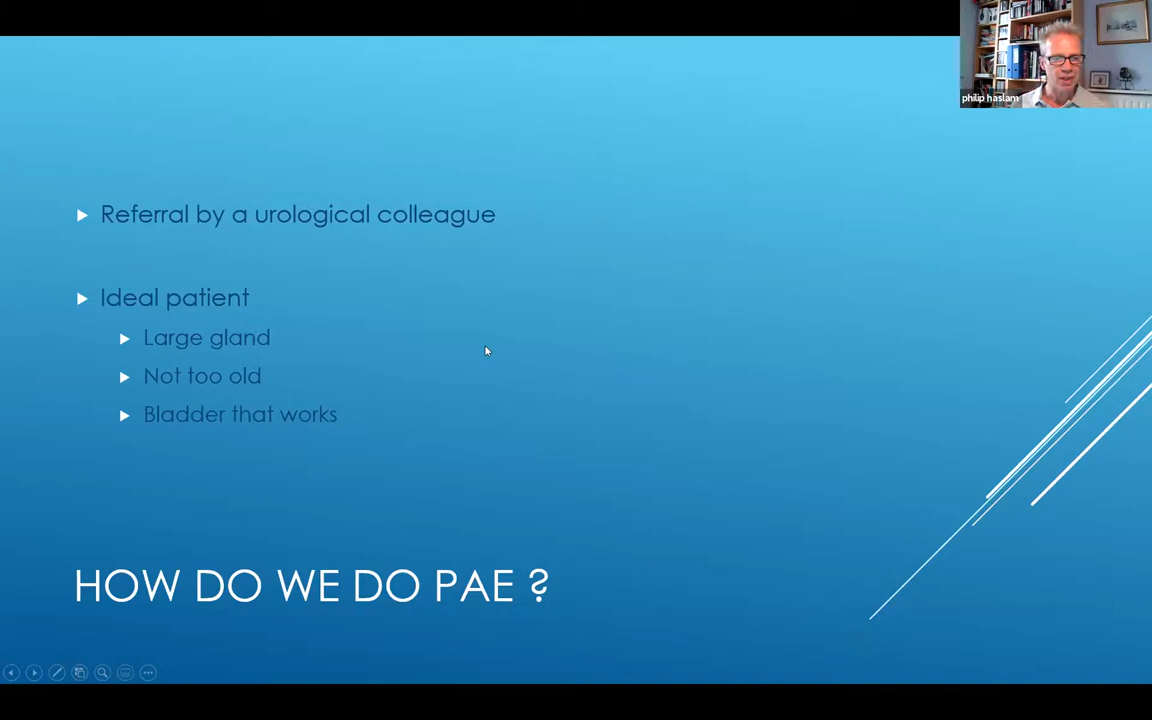 philip haslam
Referral by a urological colleague
Ideal patient
Large gland
Not too old
Bladder that works
HOW DO WE DO PAE ?